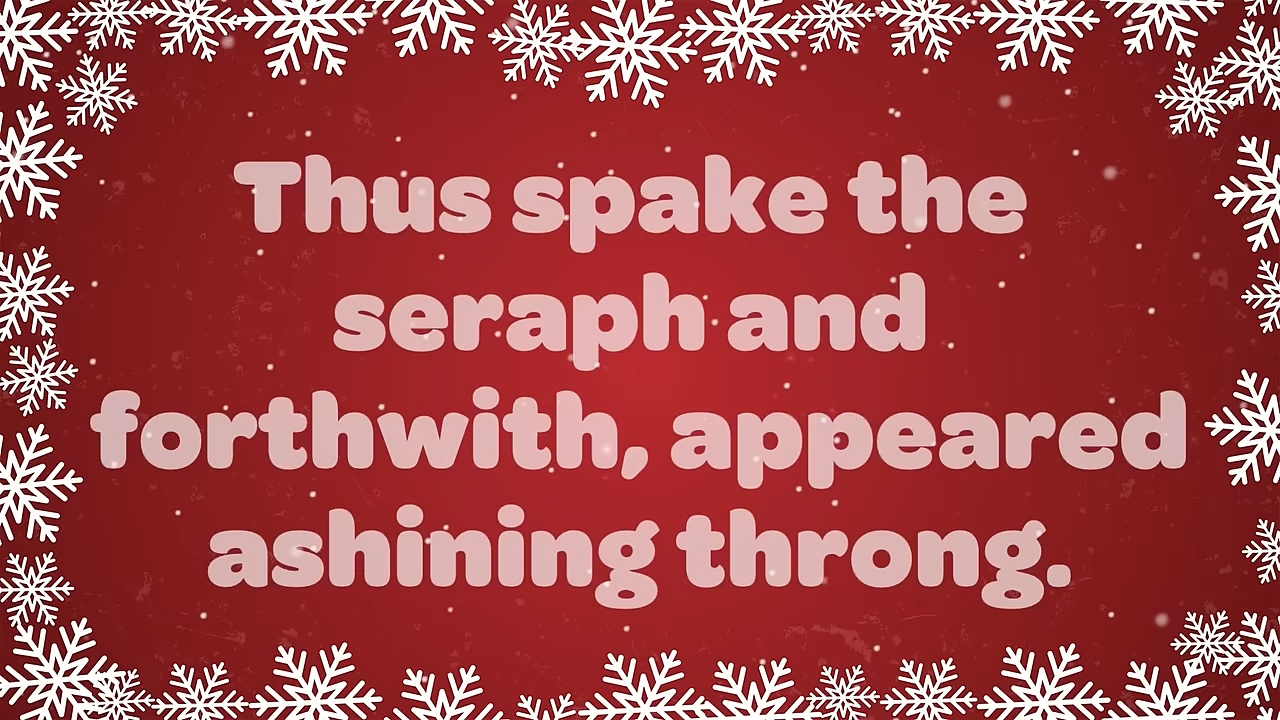 Thus spake the
seraph and
forthwith, appeared
ashining throng.